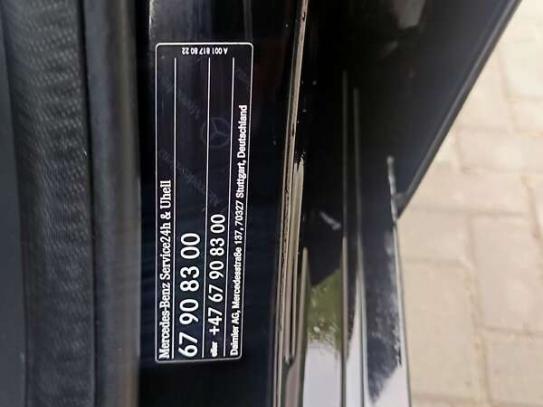 Mercedes-Benz Service24h & Uhell
67 90 83 00
eller +47 67 90 83 00
Daimler AG, Mercedesstraße 137, 70327 Stuttgart, Deutschland
A 001 817 80 22